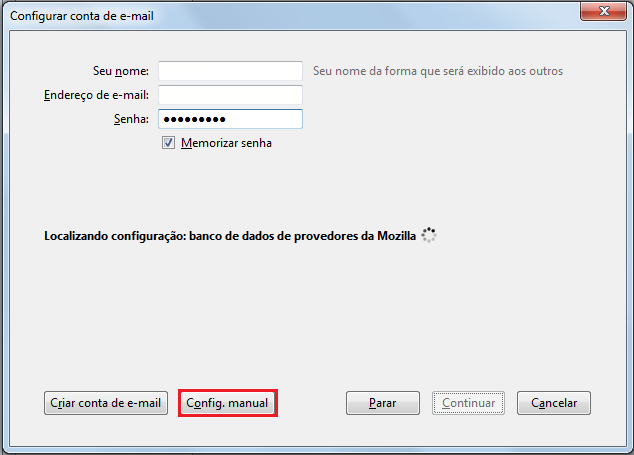 Configurar conta de e-mail
Seu nome:
Seu nome da forma que será exibido aos outros
Endereço de e-mail:
Senha: ●●●●●●●●●
Memorizar senha
Localizando configuração: banco de dados de provedores da Mozilla
Criar conta de e-mail
Config. manual
Parar
Continuar
Cancelar